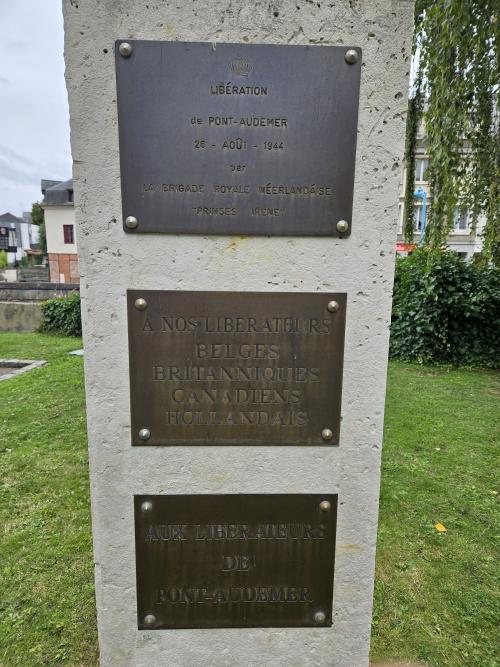 LIBÉRATION
de PONT-AUDEMER
26 - AOÛT - 1944
par
LA BRIGADE ROYALE NÉERLANDAISE
"PRINSES IRENE"
A NOS LIBERATEURS
BELGES
BRITANNIQUES
CANADIENS
HOLLANDAIS
AUX LIBERATEURS
DE
PONT-AUDEMER